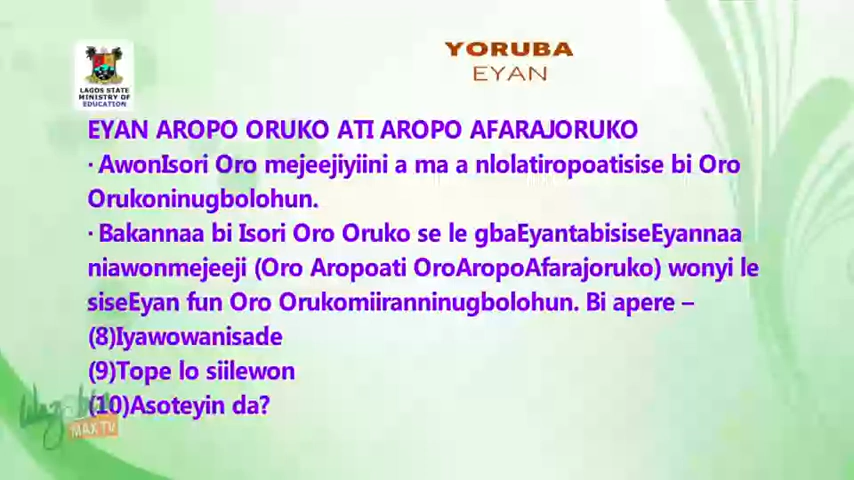 YORUBA
EYAN
LAGOS STATE
MINISTRY OF
EDUCATION
EYAN AROPO ORUKO ATI AROPO AFARAJORUKO
· AwonIsori Oro mejeejiyiini a ma a nlolatiropoatisise bi Oro
Orukoninugbolohun.
· Bakannaa bi Isori Oro Oruko se le gbaEyantabisiseEyannaa
niawonmejeeji (Oro Aropoati OroAropoAfarajoruko) wonyi le
siseEyan fun Oro Orukomiiranninugbolohun. Bi apere –
(8)Iyawowanisade
(9)Tope lo siilewon
(10)Asoteyin da?
MAX TV